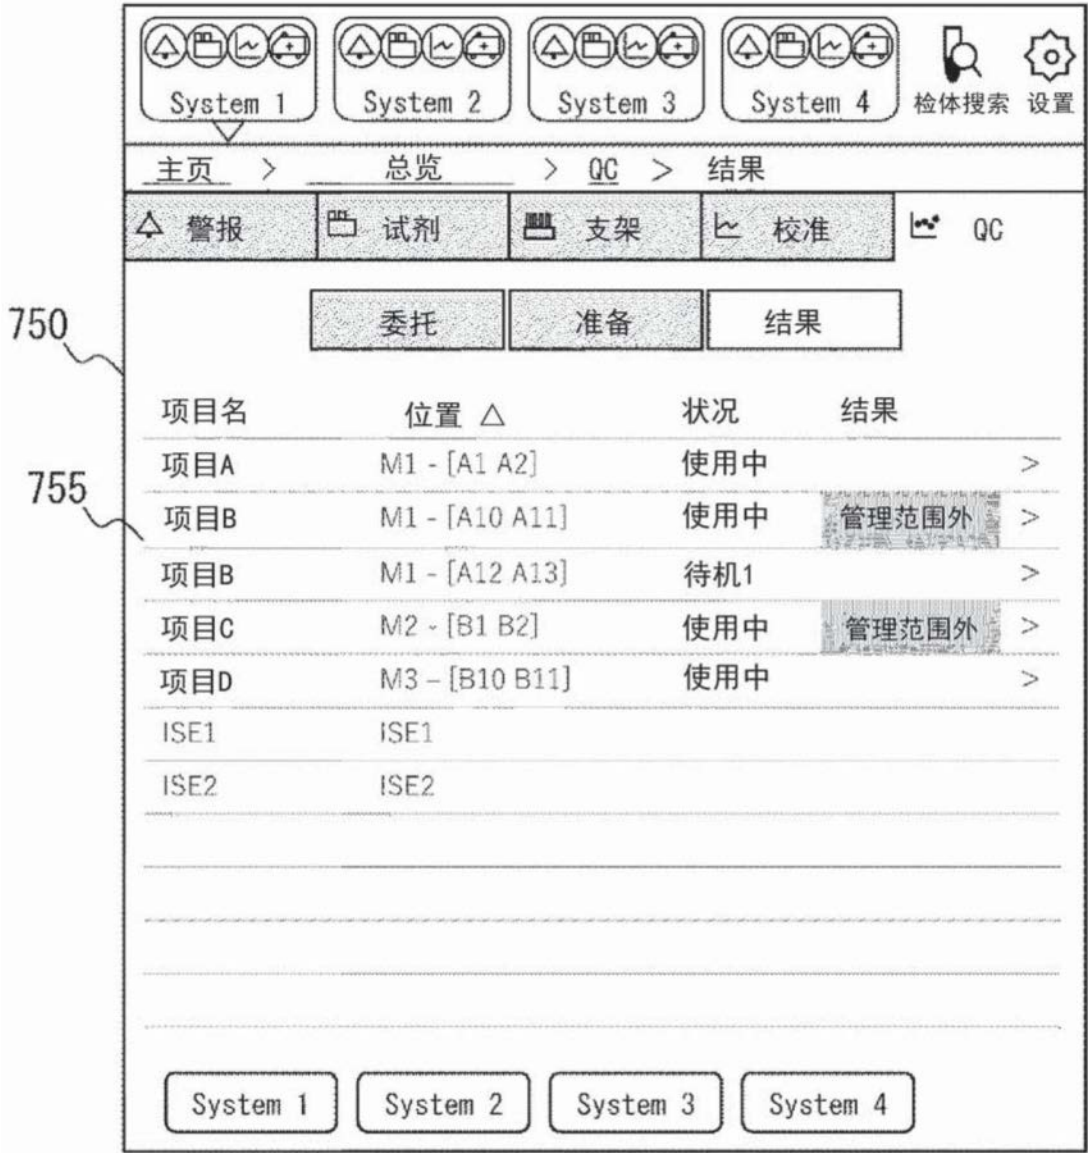 System 1 System 2 System 3 System 4 检体搜索 设置
主页 > 总览 > QC > 结果
警报 试剂 支架 校准 QC
委托 准备 结果
750
项目名 位置 △ 状况 结果
项目A M1 - [A1 A2] 使用中 >
755
项目B M1 - [A10 A11] 使用中 管理范围外 >
项目B M1 - [A12 A13] 待机1 >
项目C M2 - [B1 B2] 使用中 管理范围外 >
项目D M3 – [B10 B11] 使用中 >
ISE1 ISE1
ISE2 ISE2
System 1 System 2 System 3 System 4